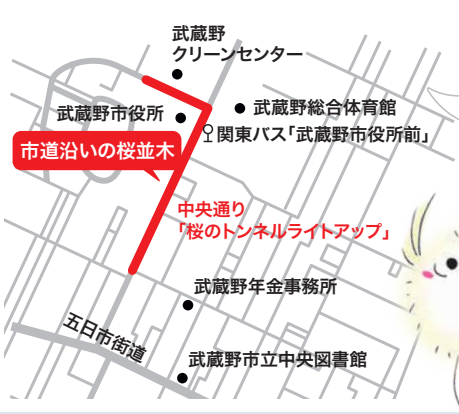 武蔵野
クリーンセンター
武蔵野市役所
武蔵野総合体育館
関東バス「武蔵野市役所前」
市道沿いの桜並木
中央通り
「桜のトンネルライトアップ」
武蔵野年金事務所
五日市街道
武蔵野市立中央図書館